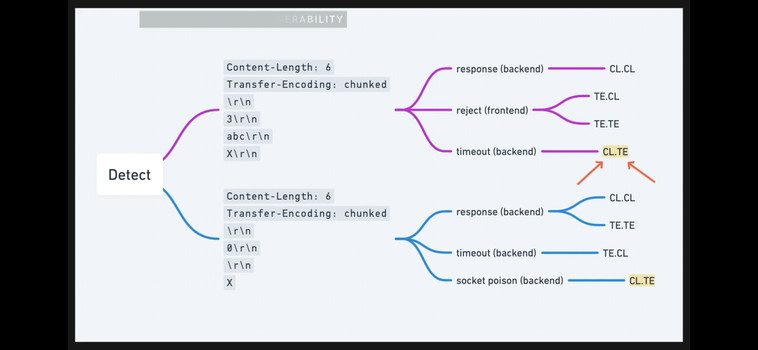 ERABILITY
Detect
Content-Length: 6
Transfer-Encoding: chunked
\r\n
3\r\n
abc\r\n
X\r\n
response (backend)
CL.CL
reject (frontend)
TE.CL
TE.TE
timeout (backend)
CL.TE
Content-Length: 6
Transfer-Encoding: chunked
\r\n
0\r\n
\r\n
X
response (backend)
CL.CL
TE.TE
timeout (backend)
TE.CL
socket poison (backend)
CL.TE